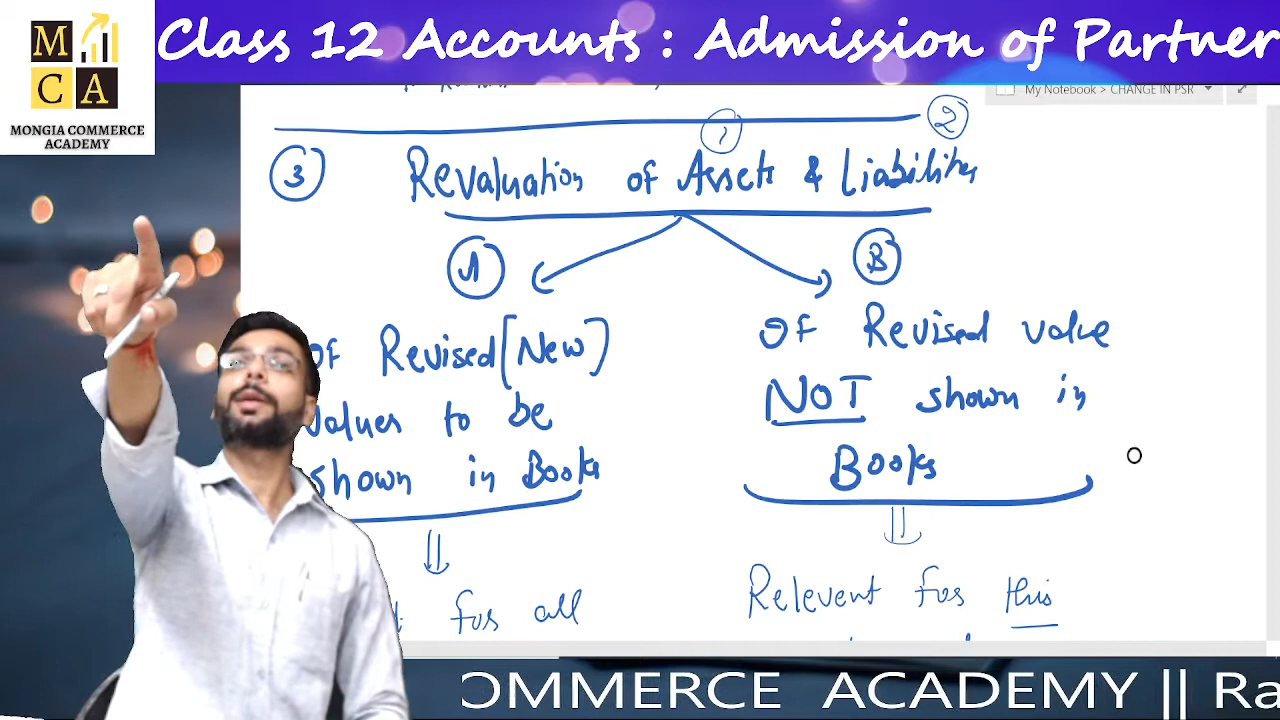 M
C A
MONGIA COMMERCE
ACADEMY
Class 12 Accounts : Admission of Partner
My Notebook > CHANGE IN PSR
1
2
3
Revaluation of Assets & Liabilities
A
B
Of Revised [New]
Values to be
shown in Books
for all
Of Revised value
NOT shown in
Books
Relevent for this
COMMERCE ACADEMY || Ra